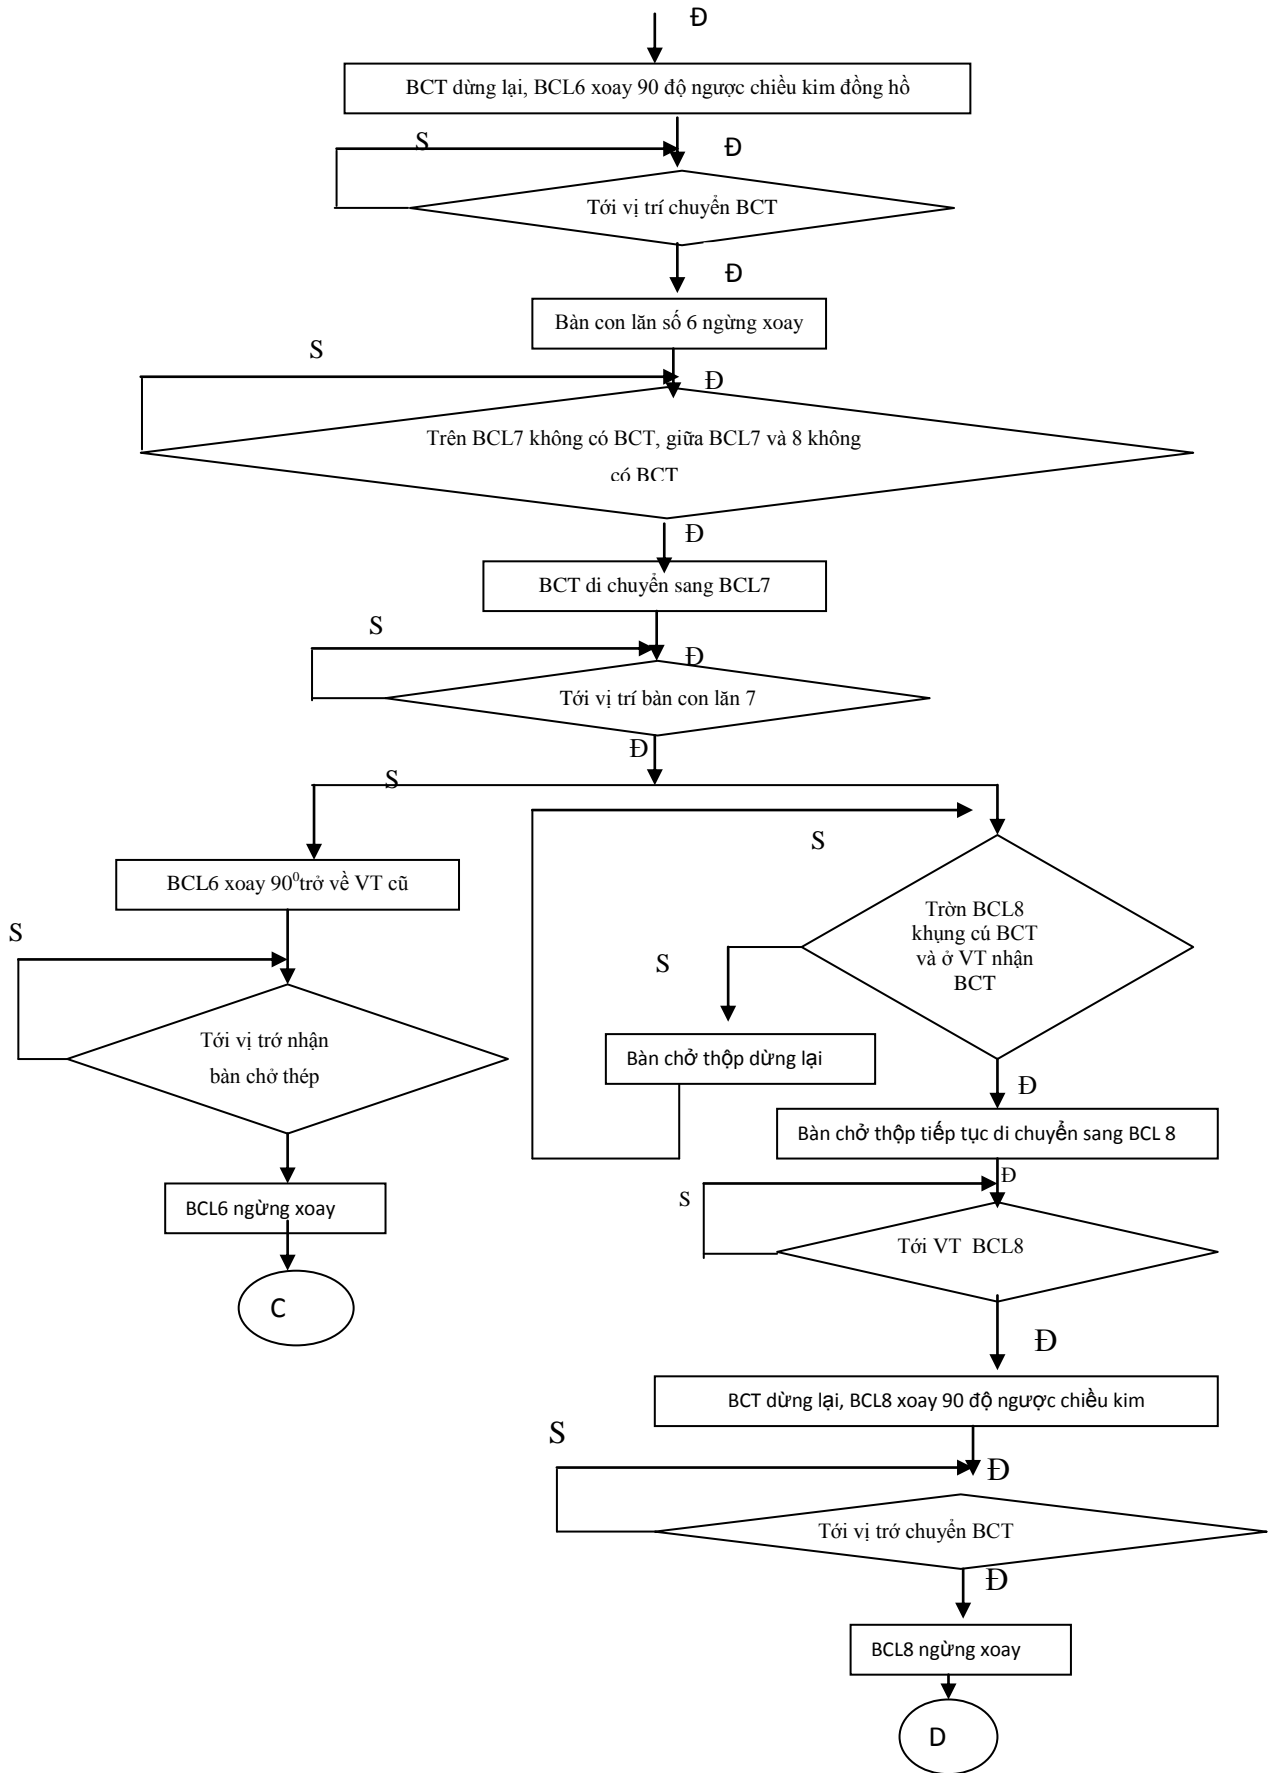 Đ
BCT dừng lại, BCL6 xoay 90 độ ngược chiều kim đồng hồ
S
Đ
Tới vị trí chuyển BCT
Đ
Bàn con lăn số 6 ngừng xoay
S
Đ
Trên BCL7 không có BCT, giữa BCL7 và 8 không
có BCT
Đ
BCT di chuyển sang BCL7
S
Đ
Tới vị trí bàn con lăn 7
Đ
S
S
BCL6 xoay 90⁰trở về VT cũ
Trờn BCL8
khụng cú BCT
và ở VT nhận
BCT
S
S
Tới vị trớ nhận
bàn chở thép
Bàn chở thộp dừng lại
Đ
Bàn chở thộp tiếp tục di chuyển sang BCL 8
Đ
S
BCL6 ngừng xoay
Tới VT BCL8
C
Đ
BCT dừng lại, BCL8 xoay 90 độ ngược chiều kim
S
Đ
Tới vị trớ chuyển BCT
Đ
BCL8 ngừng xoay
D